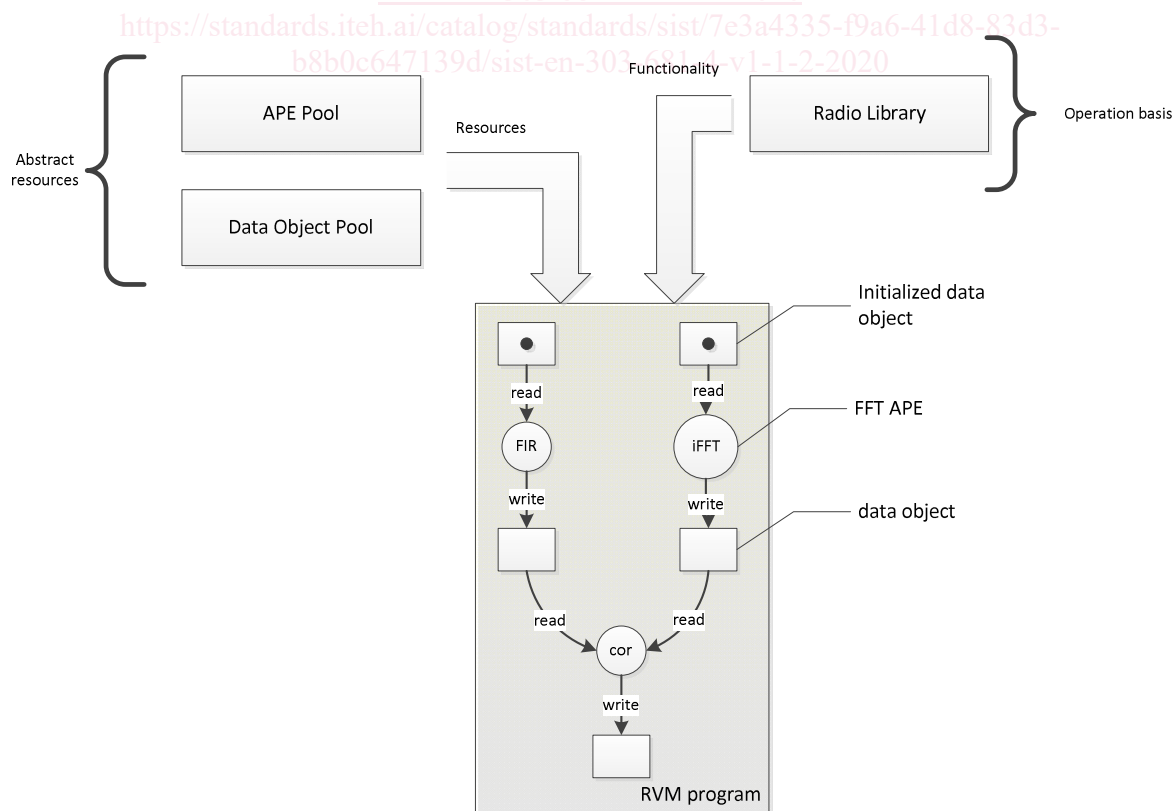 https://standards.iteh.ai/catalog/standards/sist/7e3a4335-f9a6-41d8-83d3-
b8b0c647139d/sist-en-303-681-4-v1-1-2-2020
Functionality
APE Pool
Radio Library
Operation basis
Resources
Abstract
resources
Data Object Pool
Initialized data
object
read
read
FFT APE
FIR
iFFT
write
write
data object
read
read
cor
write
RVM program